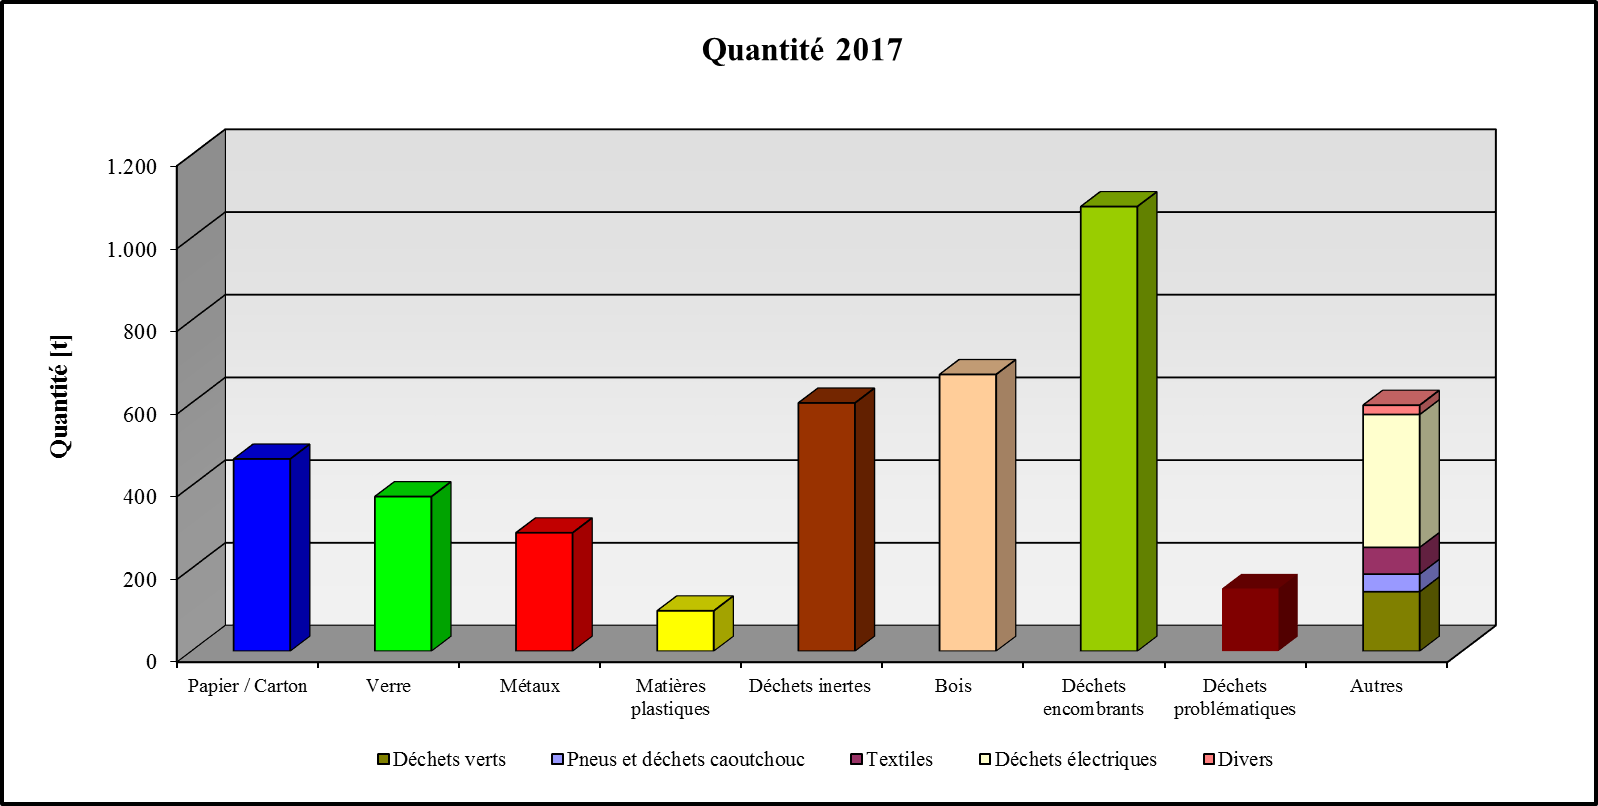 Quantité 2017
Quantité [t]
1.200
1.000
800
600
400
200
0
Papier / Carton
Verre
Métaux
Matières
plastiques
Déchets inertes
Bois
Déchets
encombrants
Déchets
problématiques
Autres
Déchets verts
Pneus et déchets caoutchouc
Textiles
Déchets électriques
Divers